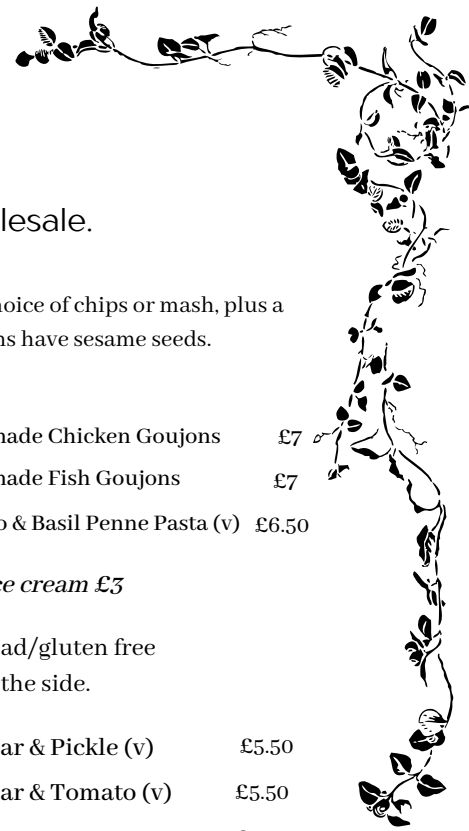 lesale.
hoice of chips or mash, plus a
ns have sesame seeds.
nade Chicken Goujons £7
nade Fish Goujons £7
o & Basil Penne Pasta (v) £6.50
ce cream £3
ad/gluten free
the side.
ar & Pickle (v) £5.50
ar & Tomato (v) £5.50